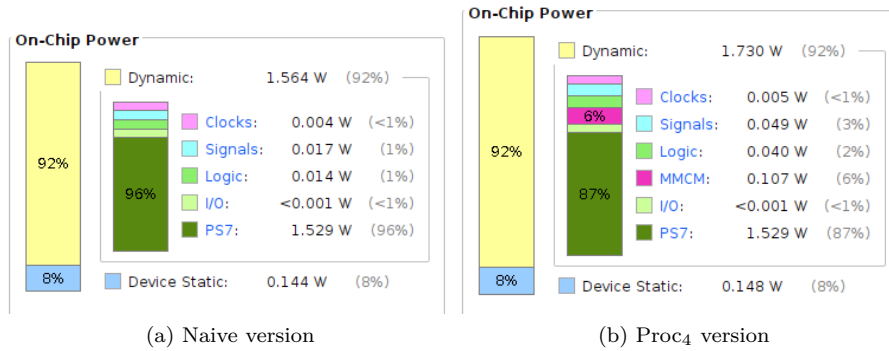 On-Chip Power
Dynamic: 1.564 W (92%)
Clocks: 0.004 W (<1%)
Signals: 0.017 W (1%)
Logic: 0.014 W (1%)
I/O: <0.001 W (<1%)
PS7: 1.529 W (96%)
92%
96%
8%
Device Static: 0.144 W (8%)
(a) Naive version
On-Chip Power
Dynamic: 1.730 W (92%)
Clocks: 0.005 W (<1%)
Signals: 0.049 W (3%)
6%
Logic: 0.040 W (2%)
MMCM: 0.107 W (6%)
I/O: <0.001 W (<1%)
PS7: 1.529 W (87%)
92%
87%
8%
Device Static: 0.148 W (8%)
(b) Proc₄ version